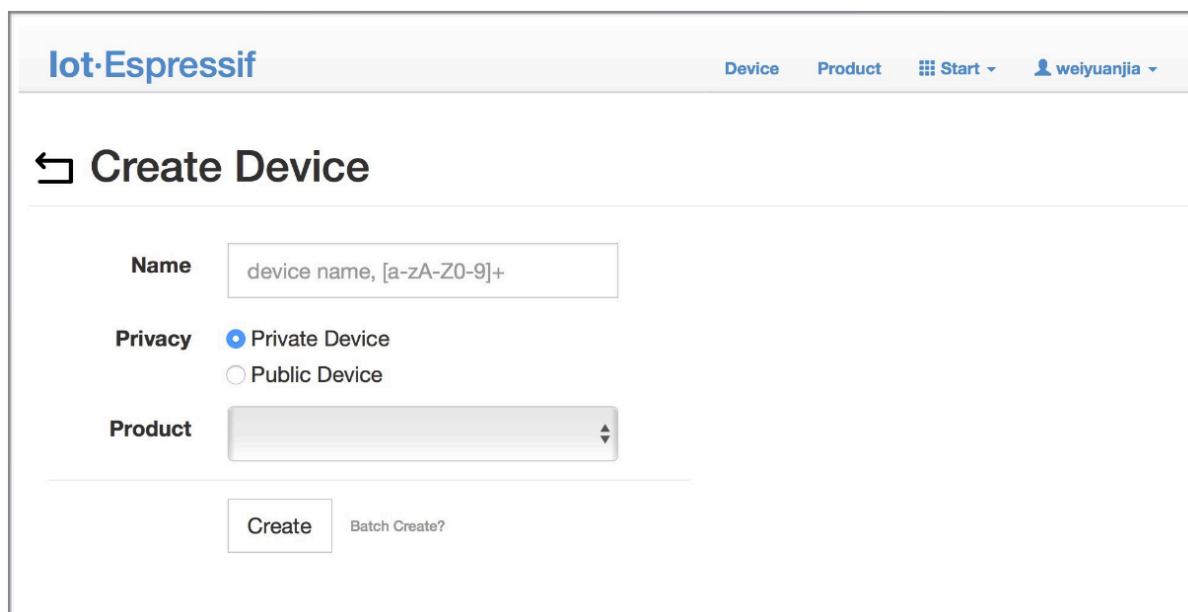 Iot·Espressif
Device Product Start weiyuanjia
Create Device
Name device name, [a-zA-Z0-9]+
Privacy Private Device
Public Device
Product
Create Batch Create?